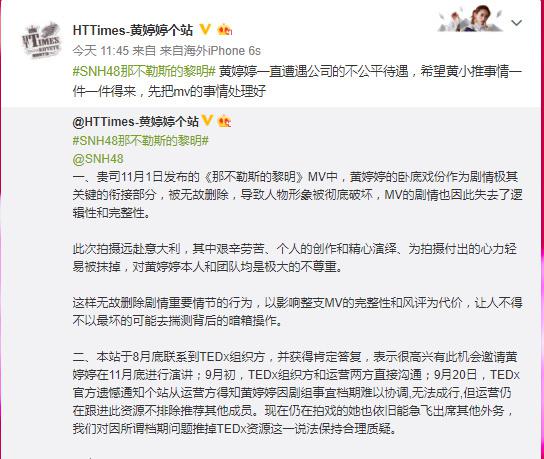 HTTimes-黄婷婷个站
今天 11:45 来自 来自海外iPhone 6s
#SNH48那不勒斯的黎明# 黄婷婷一直遭遇公司的不公平待遇，希望黄小推事情一
件一件得来，先把mv的事情处理好
@HTTimes-黄婷婷个站
#SNH48那不勒斯的黎明#
@SNH48
一、贵司11月1日发布的《那不勒斯的黎明》MV中，黄婷婷的卧底戏份作为剧情极其
关键的衔接部分，被无故删除，导致人物形象被彻底破坏，MV的剧情也因此失去了逻
辑性和完整性。
此次拍摄远赴意大利，其中艰辛劳苦、个人的创作和精心演绎、为拍摄付出的心力轻
易被抹掉，对黄婷婷本人和团队均是极大的不尊重。
这样无故删除剧情重要情节的行为，以影响整支MV的完整性和风评为代价，让人不得
不以最坏的可能去揣测背后的暗箱操作。
二、本站于8月底联系到TEDx组织方，并获得肯定答复，表示很高兴有此机会邀请黄
婷婷在11月底进行演讲；9月初，TEDx组织方和运营两方直接沟通；9月20日，TEDx
官方遗憾通知个站从运营方得知黄婷婷因剧组事宜档期难以协调,无法成行,但运营仍
在跟进此资源不排除推荐其他成员。现在仍在拍戏的她也依旧能急飞出席其他外务，
我们对因所谓档期问题推掉TEDx资源这一说法保持合理质疑。